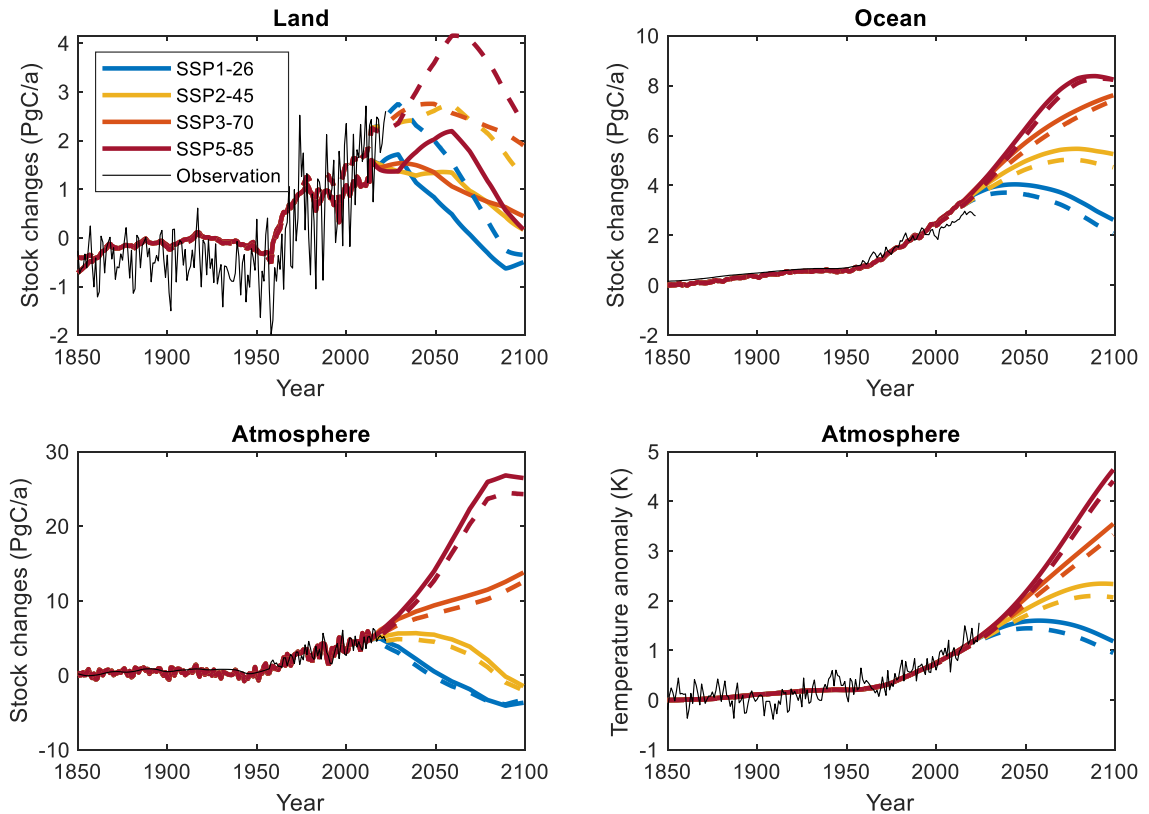 Land
Stock changes (PgC/a)
4
3
2
1
0
-1
-2
SSP1-26
SSP2-45
SSP3-70
SSP5-85
Observation
1850 1900 1950 2000 2050 2100
Year
Ocean
Stock changes (PgC/a)
10
8
6
4
2
0
-2
1850 1900 1950 2000 2050 2100
Year
Atmosphere
Stock changes (PgC/a)
30
20
10
0
-10
1850 1900 1950 2000 2050 2100
Year
Atmosphere
Temperature anomaly (K)
5
4
3
2
1
0
-1
1850 1900 1950 2000 2050 2100
Year